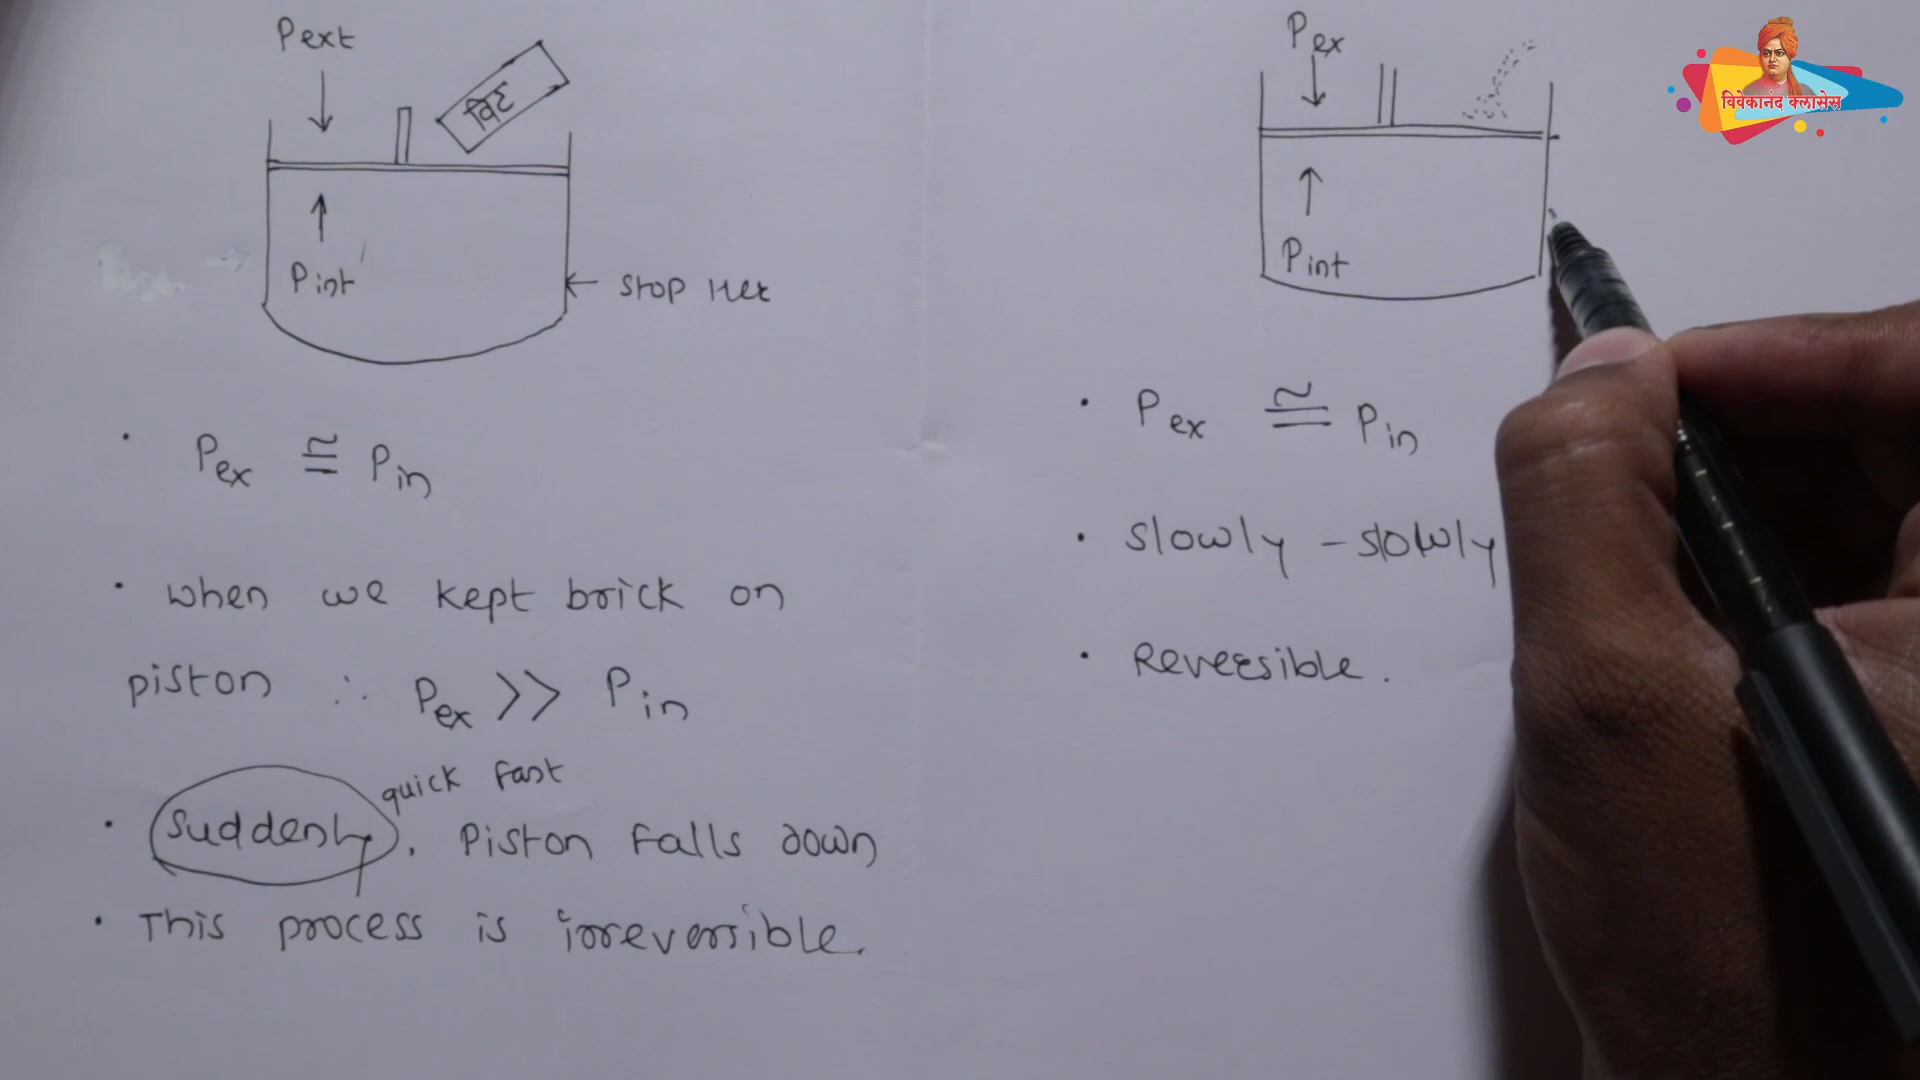 Pext
विट
Pint
← Stop
Pex ≅ Pin
• when we kept brick on
piston ∴ Pex >> Pin
quick fast
• Suddenly, Piston falls down
• This process is irreversible.
Pex
Pint
• Pex ≅ Pin
• slowly - slowly
• Reversible.
विवेकानंद क्लासेस